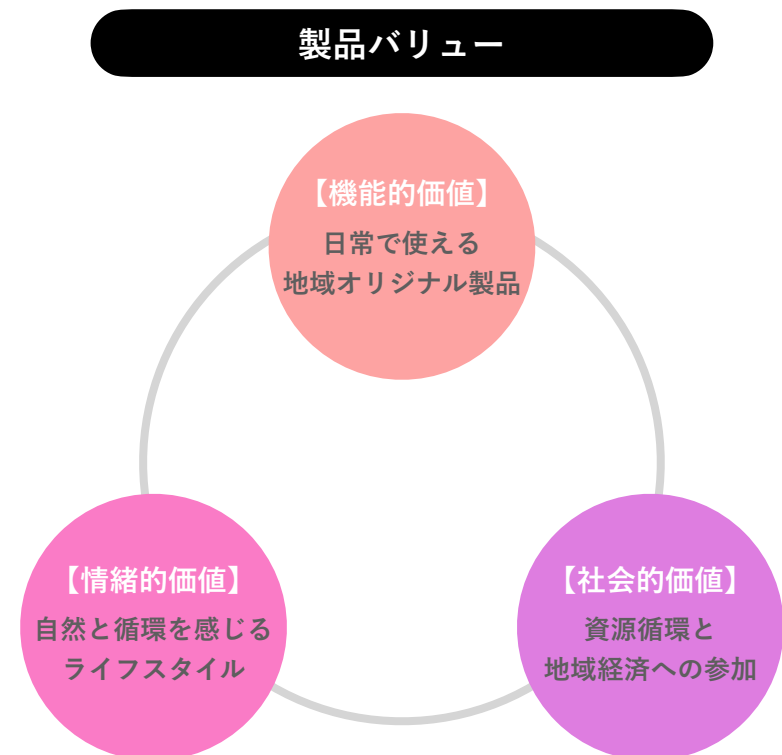 製品バリュー
【機能的価値】
日常で使える
地域オリジナル製品
【情緒的価値】
自然と循環を感じる
ライフスタイル
【社会的価値】
資源循環と
地域経済への参加